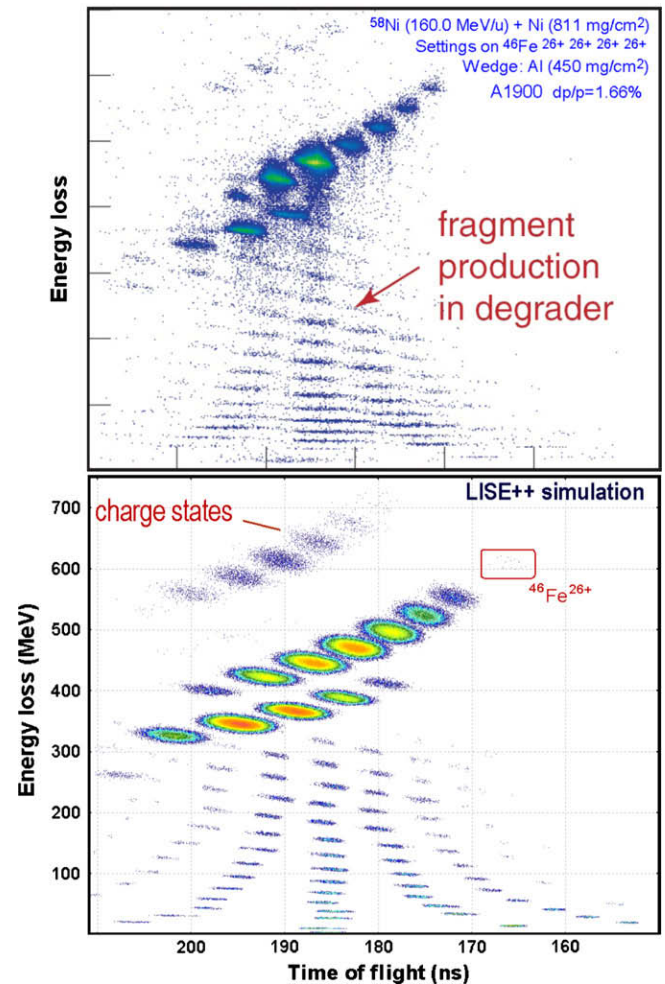 ⁵⁸Ni (160.0 MeV/u) + Ni (811 mg/cm²)
Settings on ⁴⁶Fe ²⁶⁺ ²⁶⁺ ²⁶⁺ ²⁶⁺
Wedge: Al (450 mg/cm²)
A1900 dp/p=1.66%
Energy loss
fragment
production
in degrader
LISE++ simulation
charge states
⁴⁶Fe²⁶⁺
Energy loss (MeV)
700
600
500
400
300
200
100
200 190 180 170 160
Time of flight (ns)